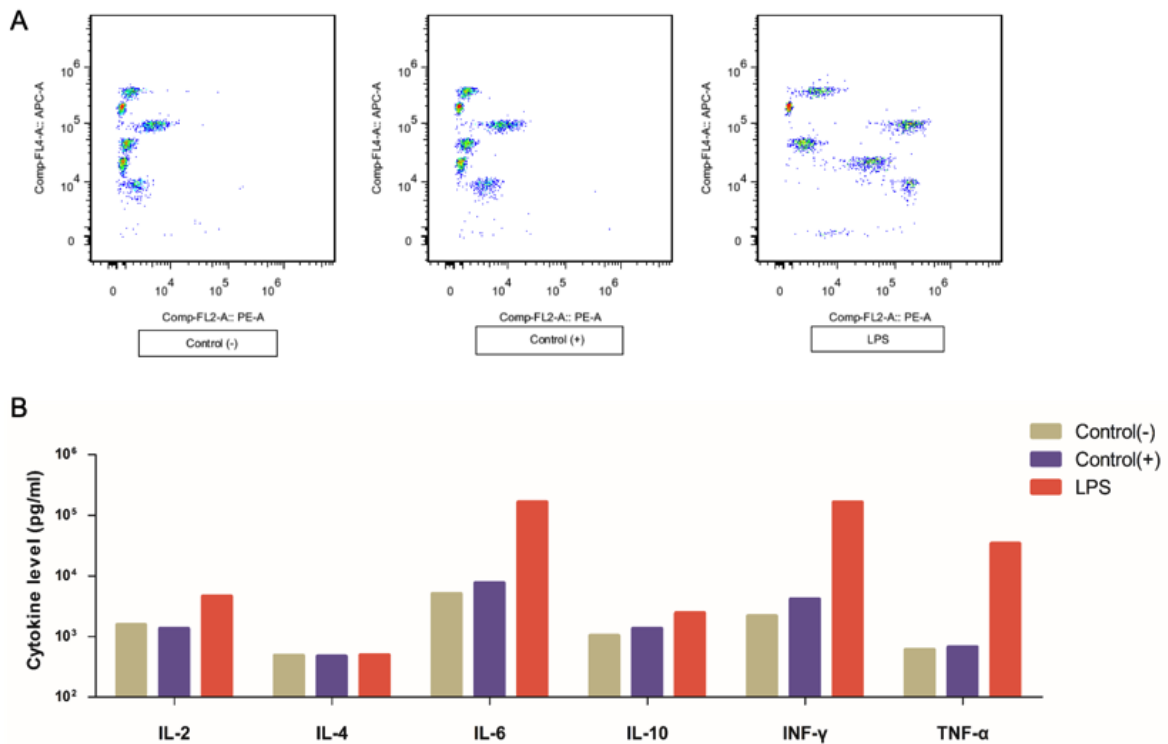 A
10^6
10^5
10^4
0
Comp-FL4-A:: APC-A
0 10^4 10^5 10^6
Comp-FL2-A:: PE-A
Control (-)
10^6
10^5
10^4
0
Comp-FL4-A:: APC-A
0 10^4 10^5 10^6
Comp-FL2-A:: PE-A
Control (+)
10^6
10^5
10^4
0
Comp-FL4-A:: APC-A
0 10^4 10^5 10^6
Comp-FL2-A:: PE-A
LPS
B
Control(-)
Control(+)
LPS
Cytokine level (pg/ml)
10^6
10^5
10^4
10^3
10^2
IL-2 IL-4 IL-6 IL-10 INF-γ TNF-α